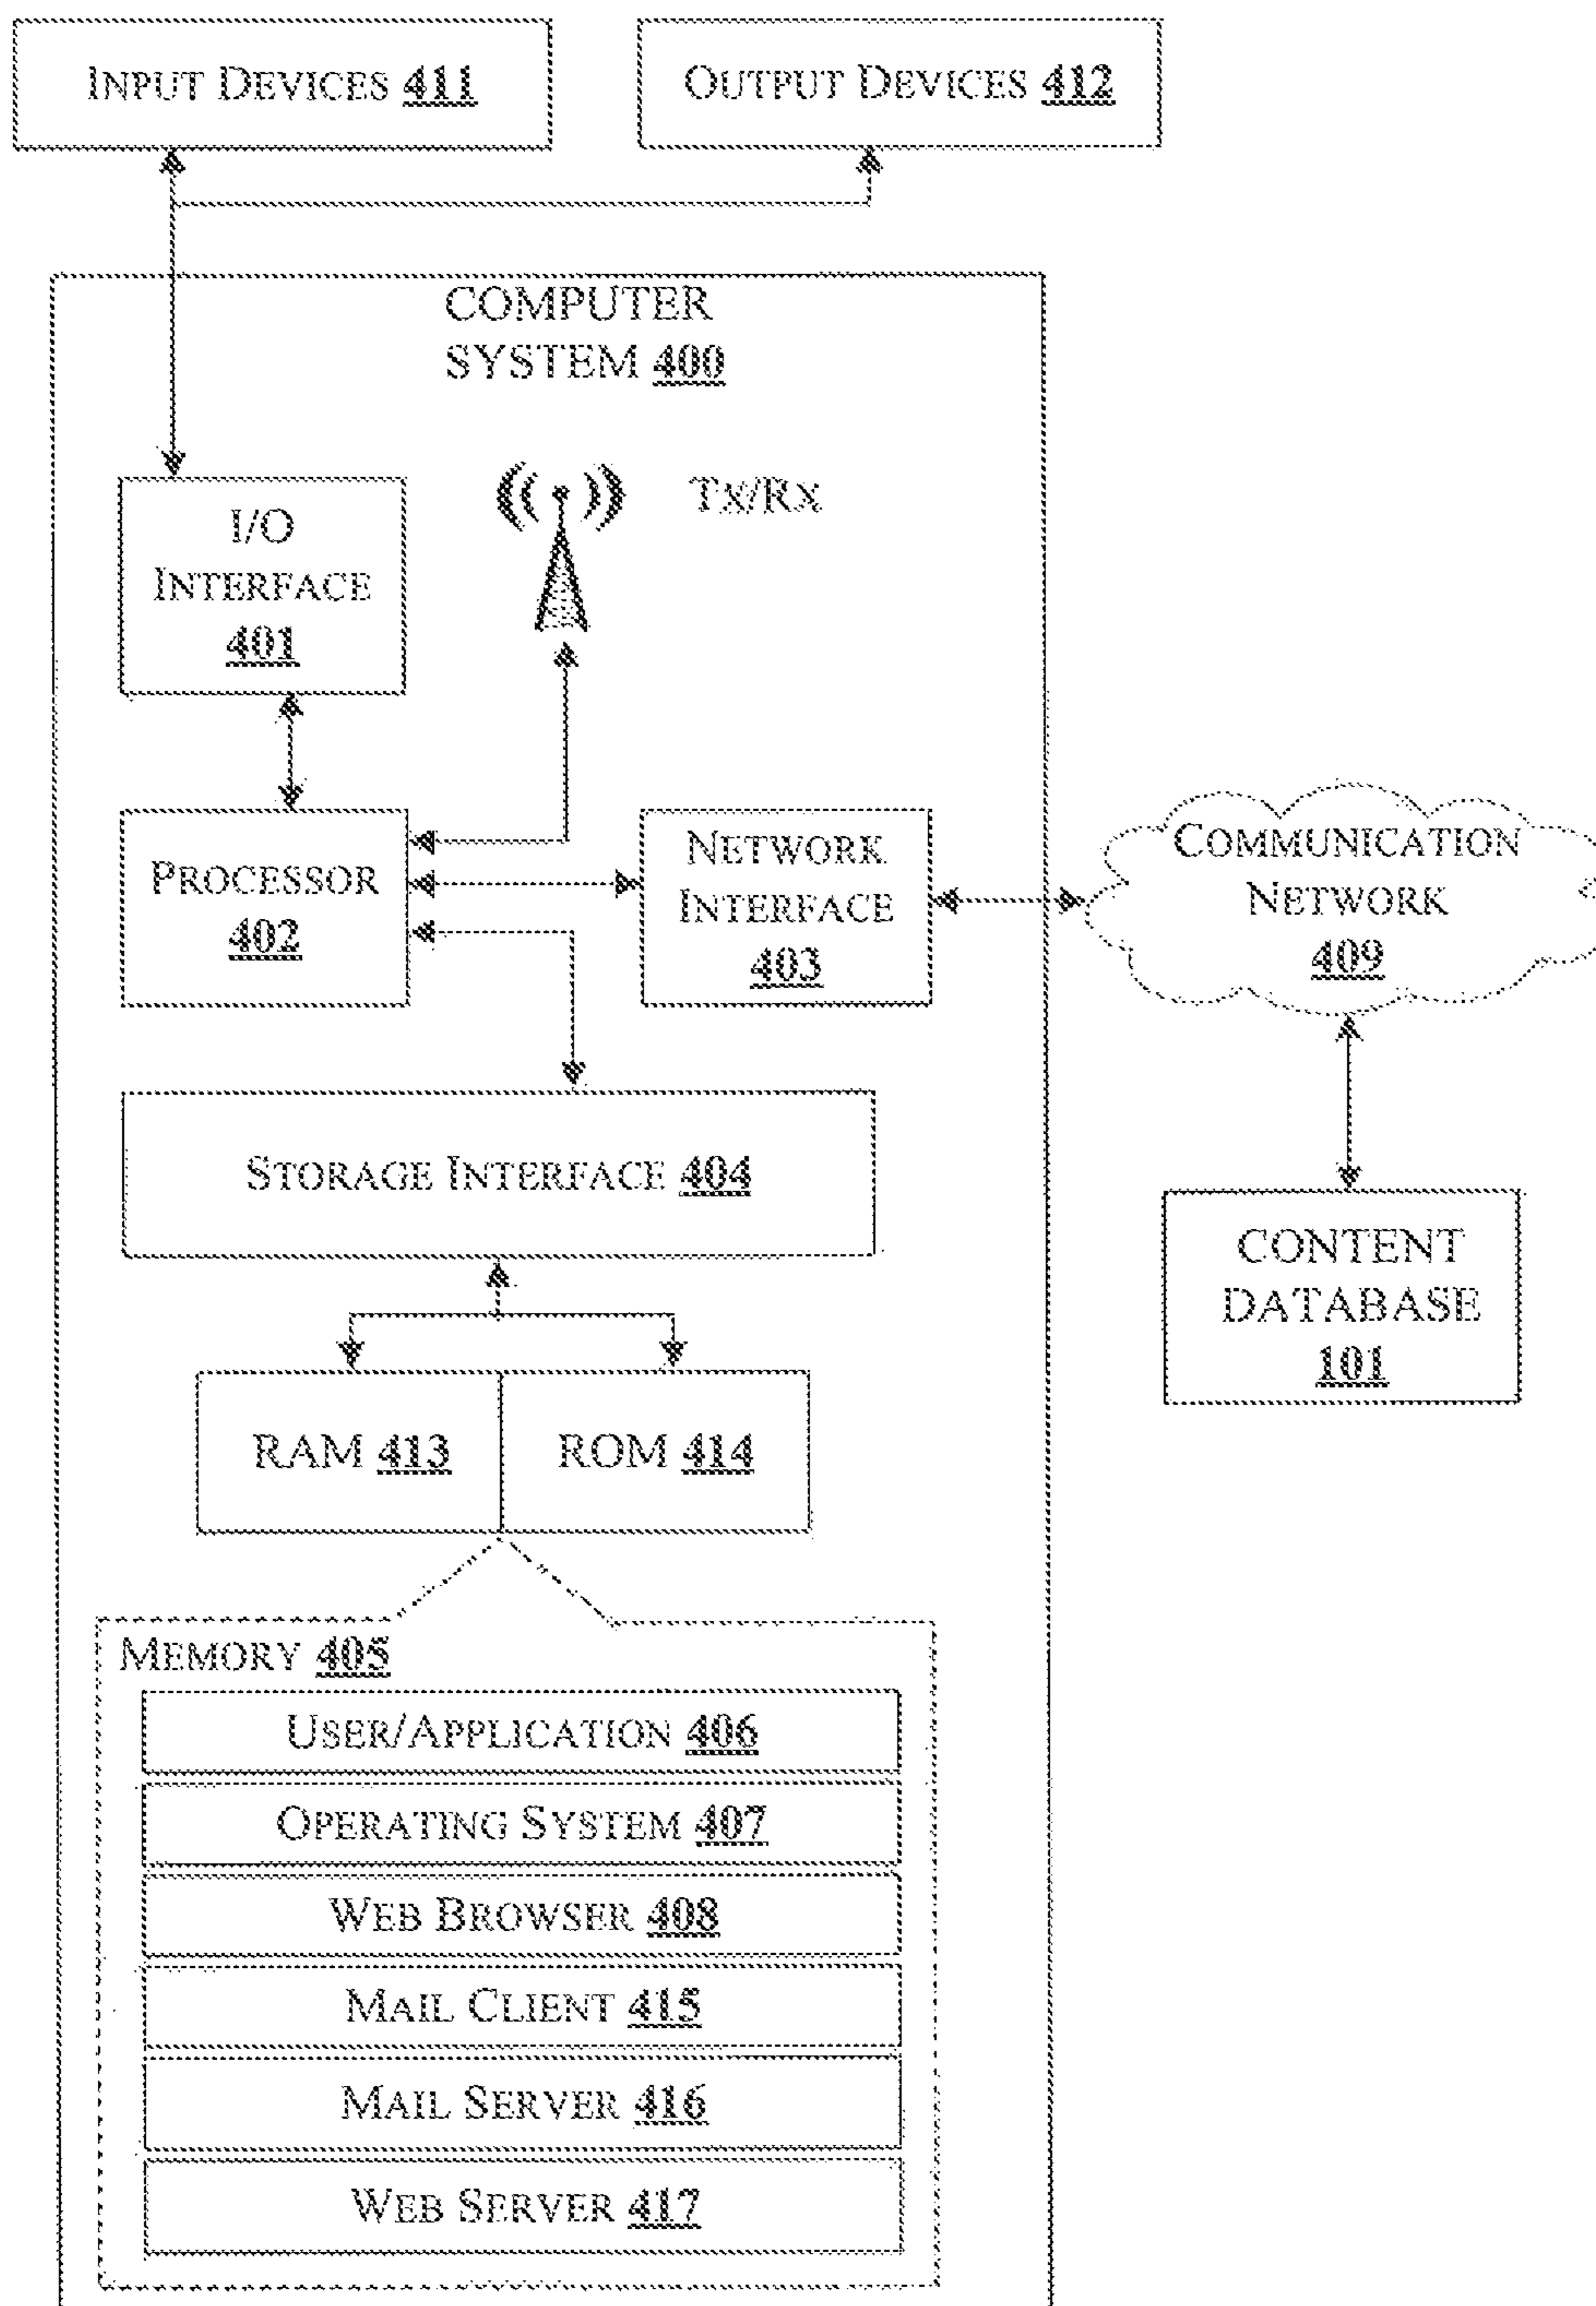 INPUT DEVICES 411
OUTPUT DEVICES 412
COMPUTER
SYSTEM 400
I/O
INTERFACE
401
TX/RX
PROCESSOR
402
NETWORK
INTERFACE
403
COMMUNICATION
NETWORK
409
STORAGE INTERFACE 404
CONTENT
DATABASE
101
RAM 413
ROM 414
MEMORY 405
USER/APPLICATION 406
OPERATING SYSTEM 407
WEB BROWSER 408
MAIL CLIENT 415
MAIL SERVER 416
WEB SERVER 417